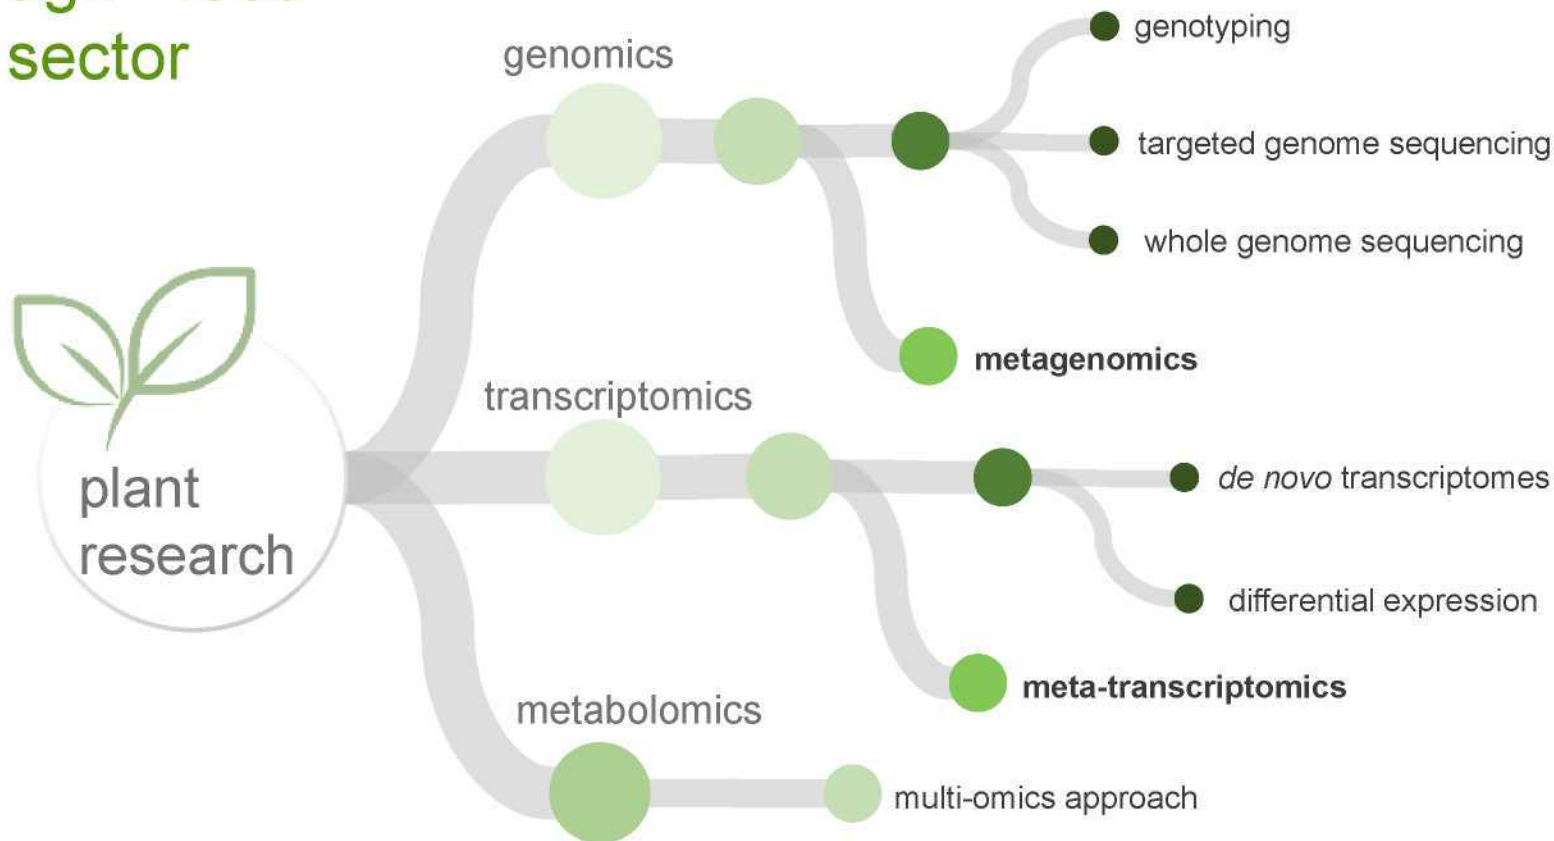 sector
genomics
genotyping
targeted genome sequencing
whole genome sequencing
metagenomics
transcriptomics
plant
research
de novo transcriptomes
differential expression
meta-transcriptomics
metabolomics
multi-omics approach